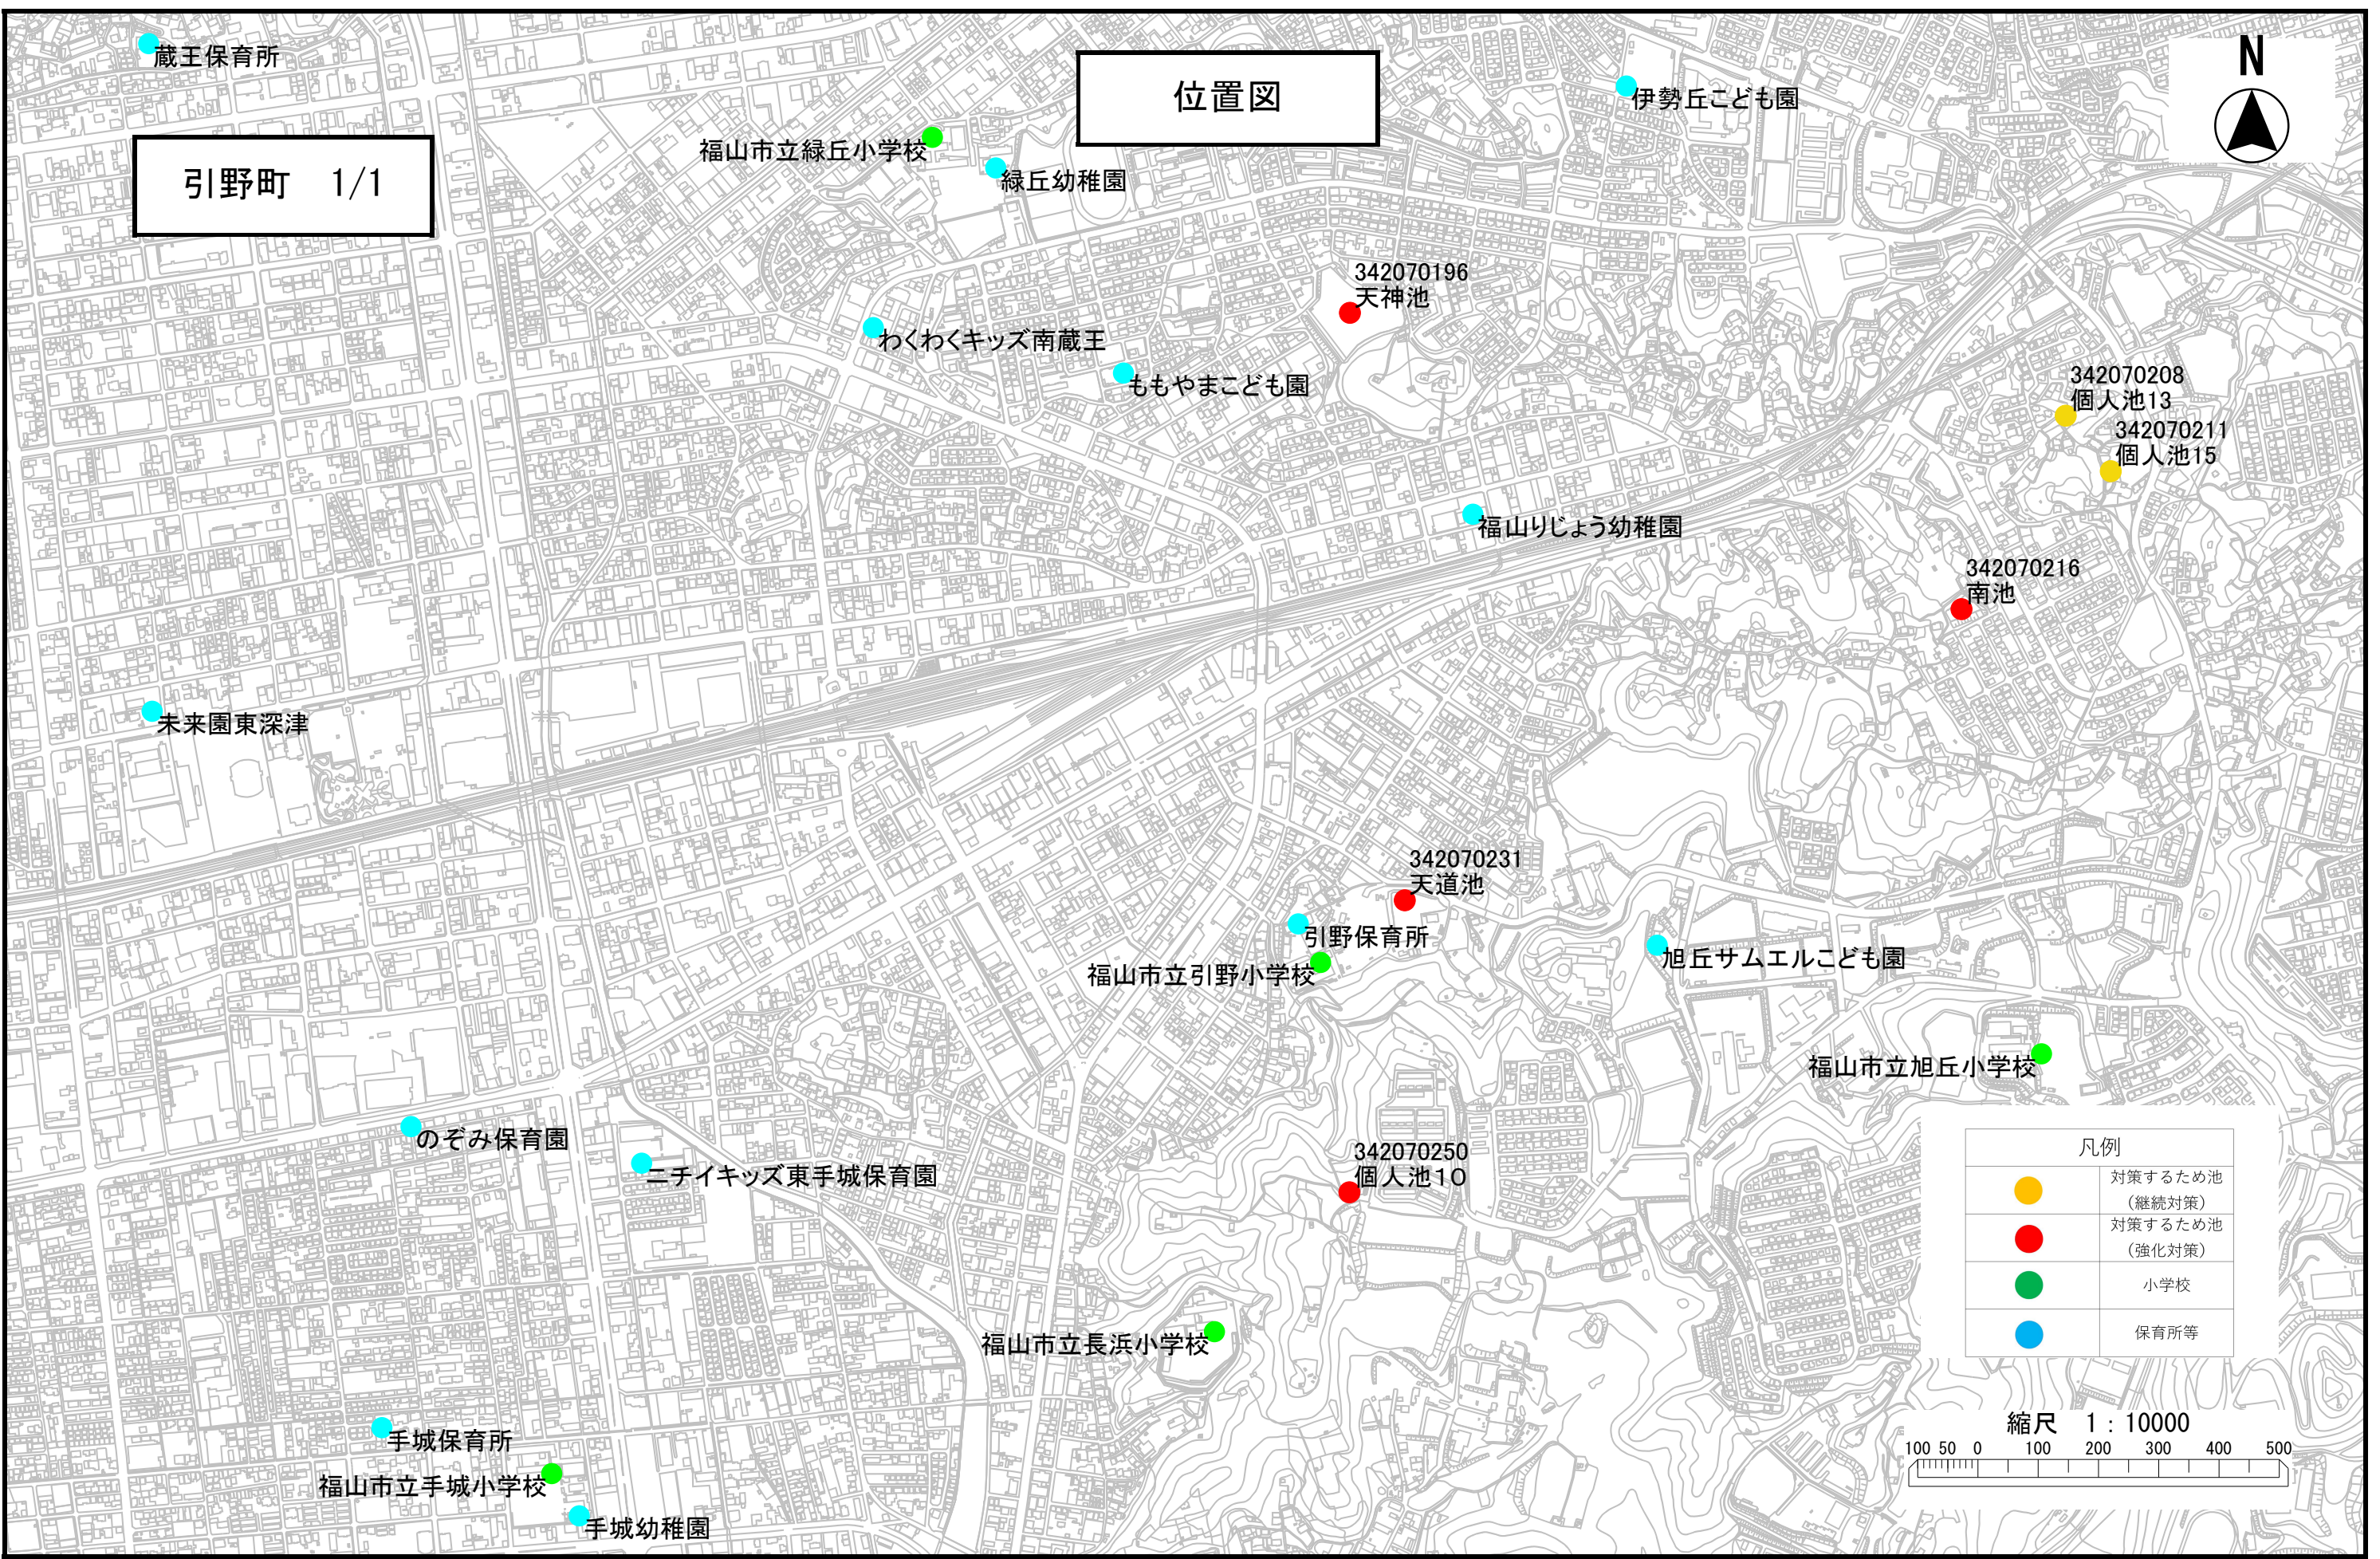 蔵王保育所
位置図
N
伊勢丘こども園
引野町　1/1
福山市立緑丘小学校
緑丘幼稚園
342070196
天神池
わくわくキッズ南蔵王
ももやまこども園
342070208
個人池13
342070211
個人池15
福山りじょう幼稚園
342070216
南池
未来園東深津
342070231
天道池
引野保育所
福山市立引野小学校
旭丘サムエルこども園
福山市立旭丘小学校
のぞみ保育園
ニチイキッズ東手城保育園
342070250
個人池１０
凡例
対策するため池
（継続対策）
対策するため池
（強化対策）
小学校
保育所等
福山市立長浜小学校
手城保育所
福山市立手城小学校
手城幼稚園
縮尺　1：10000
100 50 0 100 200 300 400 500